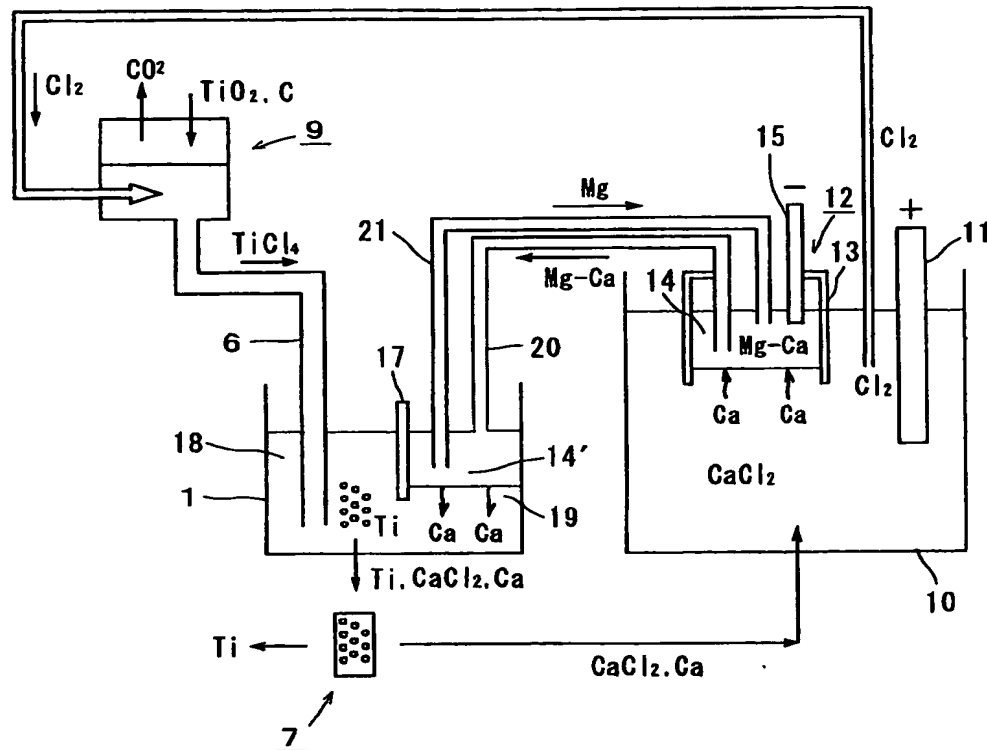 Cl₂
CO²
TiO₂.C
9
TiCl₄
6
Mg
21
Mg-Ca
20
15
−
12
13
14
Mg-Ca
Ca
Ca
Cl₂
Cl₂
+
11
CaCl₂
10
17
18
1
14′
19
Ti
Ca
Ca
Ti.CaCl₂.Ca
Ti
7
CaCl₂.Ca